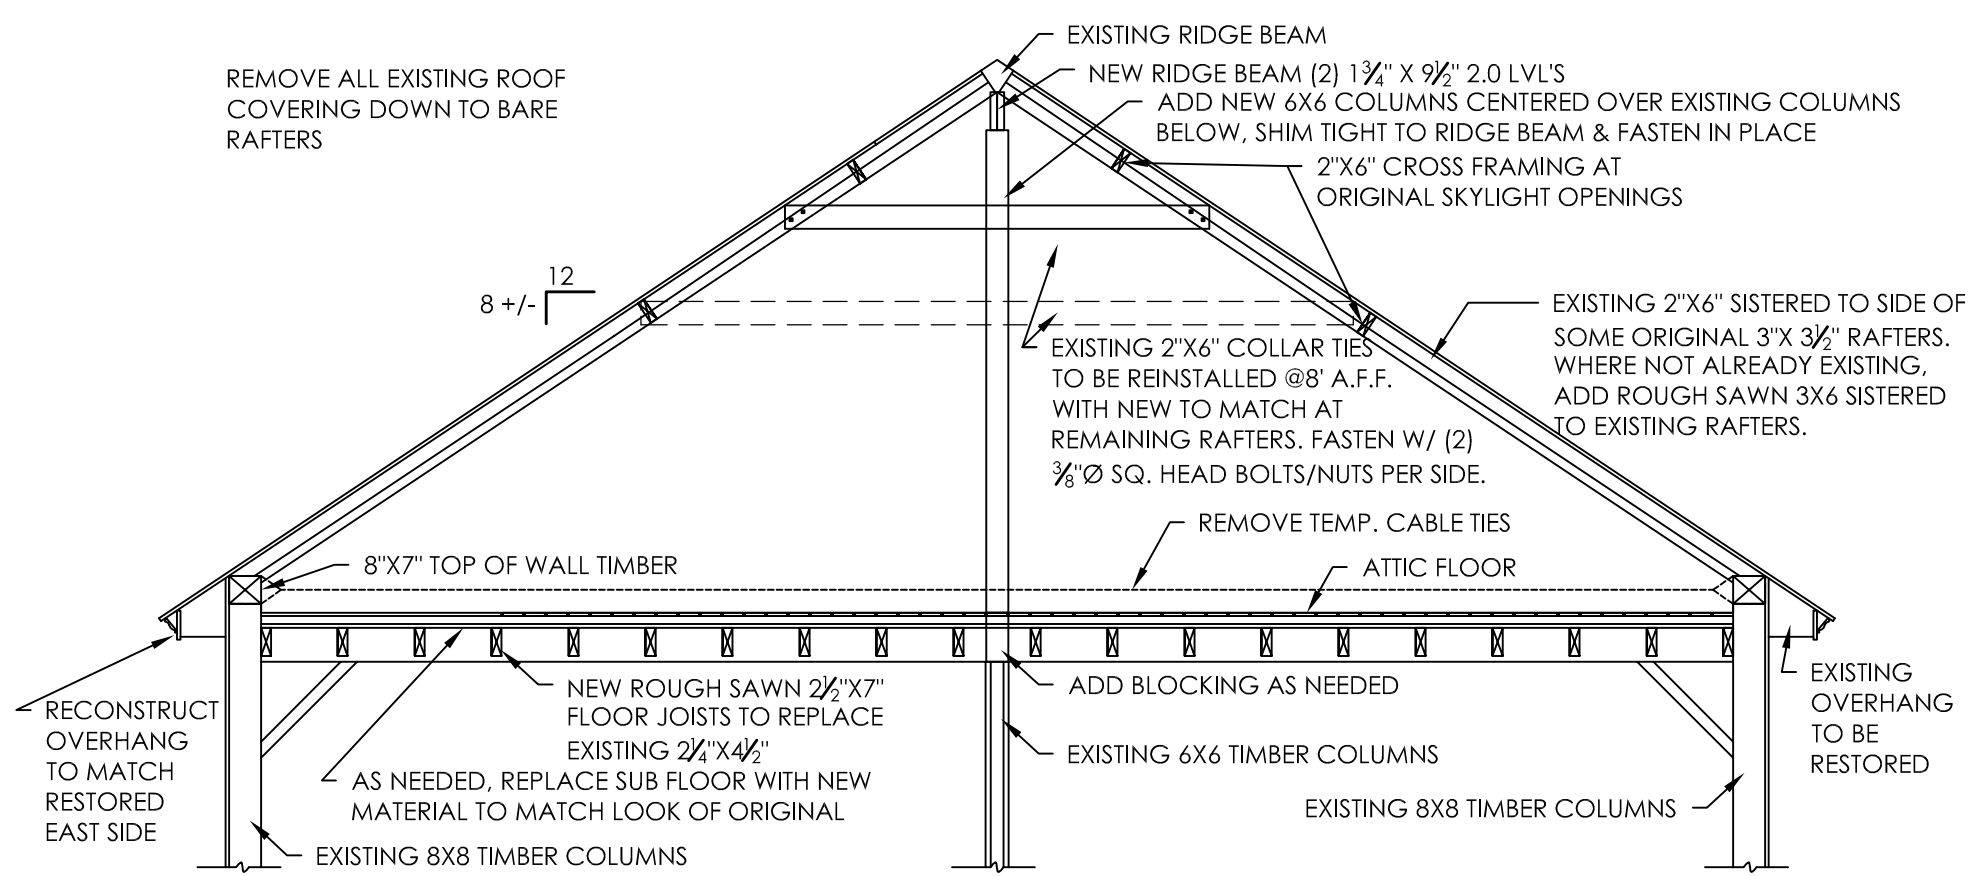 REMOVE ALL EXISTING ROOF
COVERING DOWN TO BARE
RAFTERS
EXISTING RIDGE BEAM
NEW RIDGE BEAM (2) 1¾" X 9½" 2.0 LVL'S
ADD NEW 6X6 COLUMNS CENTERED OVER EXISTING COLUMNS
BELOW, SHIM TIGHT TO RIDGE BEAM & FASTEN IN PLACE
2"X6" CROSS FRAMING AT
ORIGINAL SKYLIGHT OPENINGS
12
8 +/-
EXISTING 2"X6" SISTERED TO SIDE OF
SOME ORIGINAL 3"X 3½" RAFTERS.
WHERE NOT ALREADY EXISTING,
ADD ROUGH SAWN 3X6 SISTERED
TO EXISTING RAFTERS.
EXISTING 2"X6" COLLAR TIES
TO BE REINSTALLED @8' A.F.F.
WITH NEW TO MATCH AT
REMAINING RAFTERS. FASTEN W/ (2)
⅜"Ø SQ. HEAD BOLTS/NUTS PER SIDE.
REMOVE TEMP. CABLE TIES
8"X7" TOP OF WALL TIMBER
ATTIC FLOOR
NEW ROUGH SAWN 2½"X7"
FLOOR JOISTS TO REPLACE
EXISTING 2¼"X4½"
ADD BLOCKING AS NEEDED
EXISTING
OVERHANG
TO BE
RESTORED
RECONSTRUCT
OVERHANG
TO MATCH
RESTORED
EAST SIDE
EXISTING 6X6 TIMBER COLUMNS
AS NEEDED, REPLACE SUB FLOOR WITH NEW
MATERIAL TO MATCH LOOK OF ORIGINAL
EXISTING 8X8 TIMBER COLUMNS
EXISTING 8X8 TIMBER COLUMNS